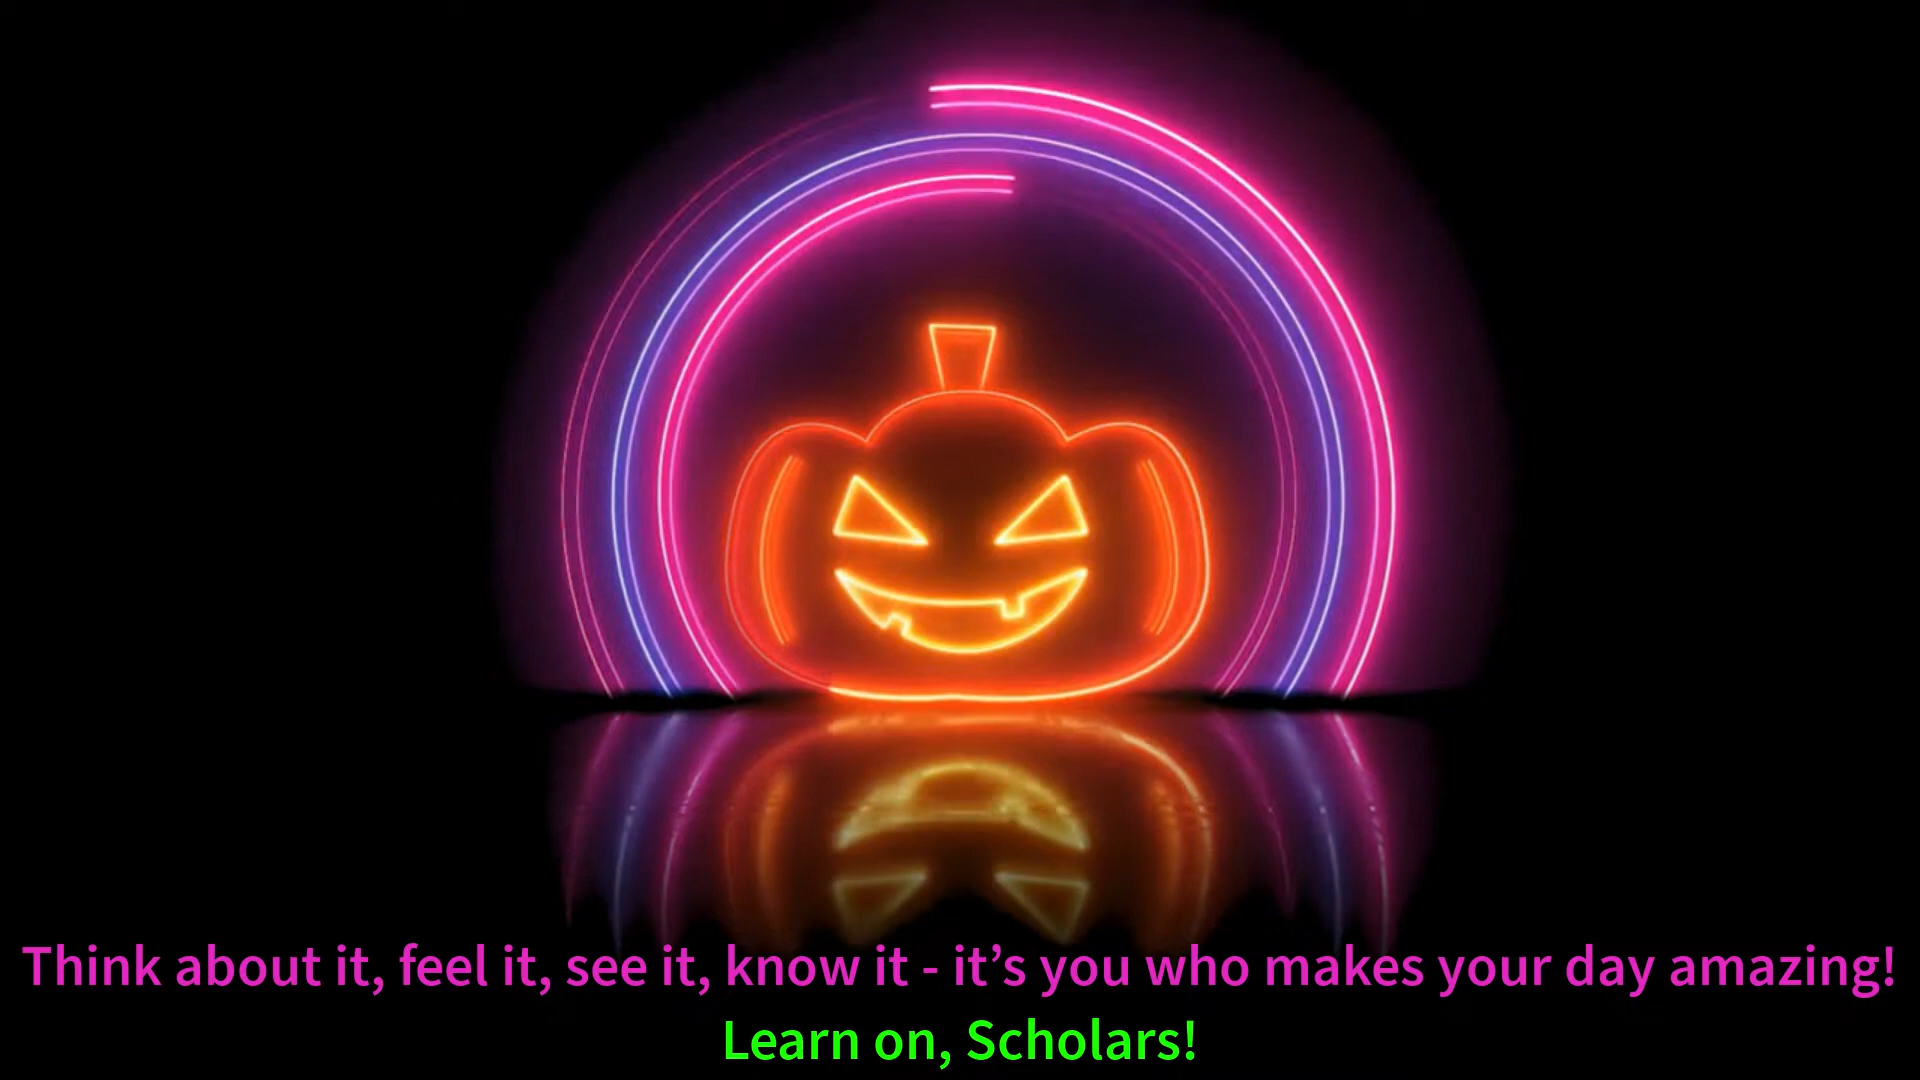 Think about it, feel it, see it, know it - it’s you who makes your day amazing!
Learn on, Scholars!